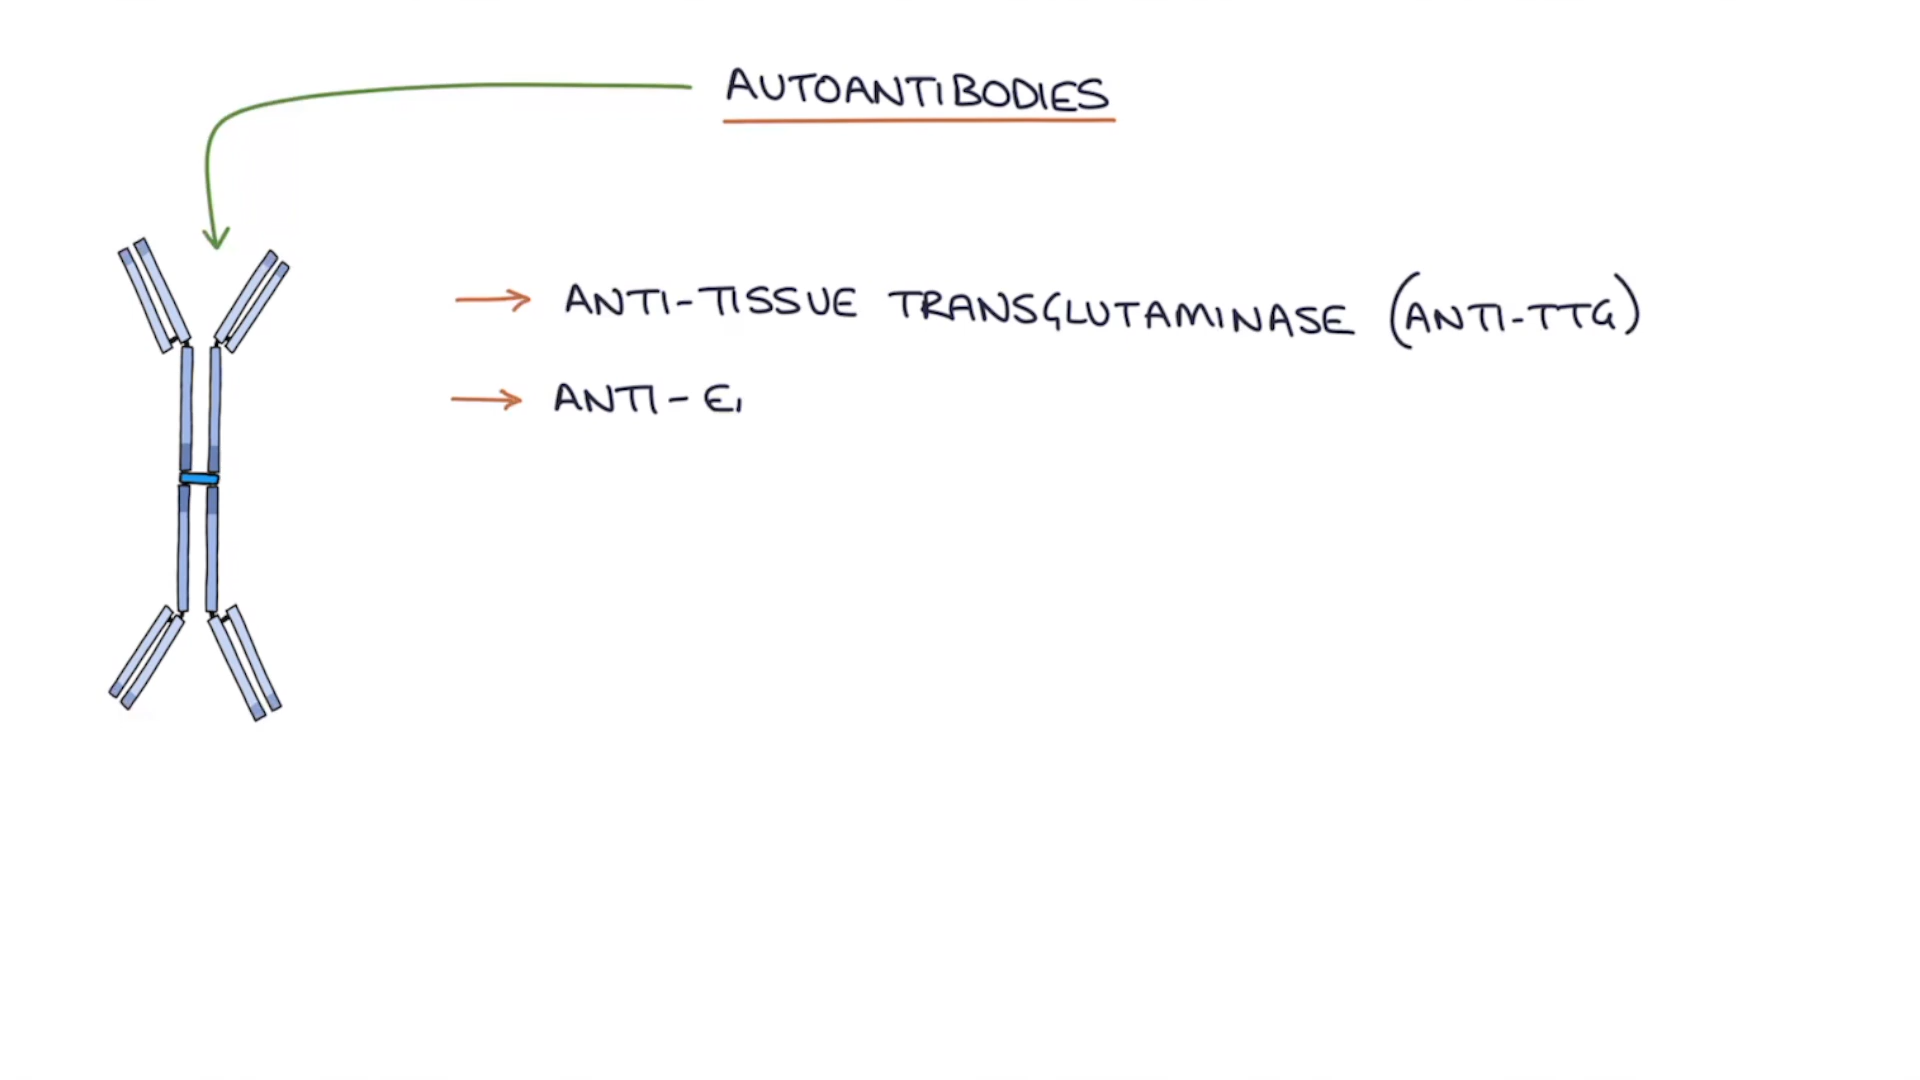 AUTOANTIBODIES
→ ANTI-TISSUE TRANSGLUTAMINASE (ANTI-TTG)
→ ANTI-E